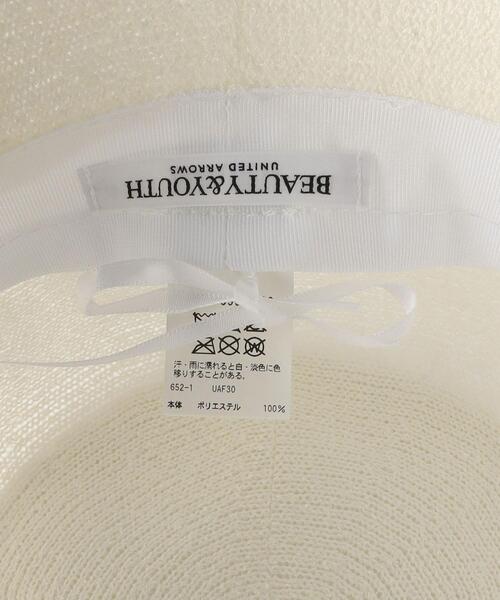 BEAUTY&YOUTH
UNITED ARROWS
汗・雨に濡れると白・淡色に色
移りすることがある。
652-1 UAF30
本体 ポリエステル 100%